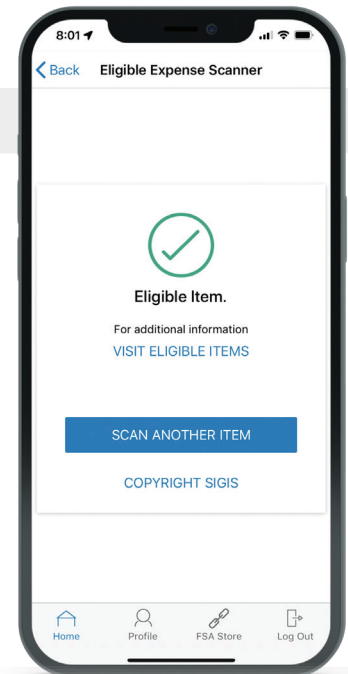 8:01
Back Eligible Expense Scanner
Eligible Item.
For additional information
VISIT ELIGIBLE ITEMS
SCAN ANOTHER ITEM
COPYRIGHT SIGIS
Home Profile FSA Store Log Out